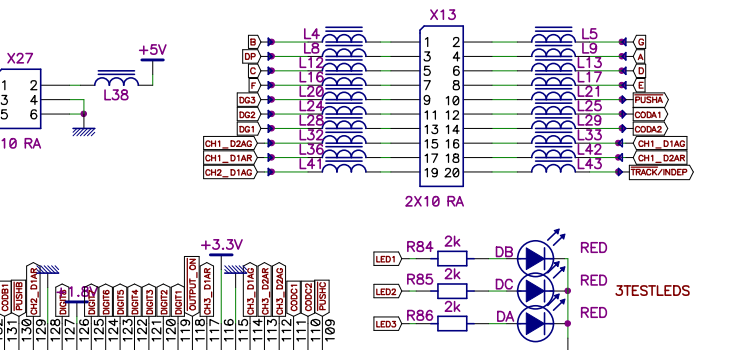 X13
X27
+5V
L38
1 2
3 4
5 6
10 RA
B L4 1 2 L5 G
DP L8 3 4 L9 A
C L12 5 6 L13 D
F L16 7 8 L17 E
DG3 L20 9 10 L21 PUSHA
DG2 L24 11 12 L25 CODA1
DG1 L28 13 14 L29 CODA2
CH1_D2AG L32 15 16 L33 CH1_D1AG
CH1_D1AR L36 17 18 L42 CH1_D2AR
CH2_D1AG L41 19 20 L43 TRACK/INDEP
2X10 RA
+3.3V
+1.8V
CODB1
PUSHB
CH2_D1AR
DIGIT8
DIGIT7
DIGIT6
DIGIT5
DIGIT4
DIGIT3
DIGIT2
DIGIT1
OUTPUT_ON
CH3_D1AR
CH3_D1AG
CH3_D2AR
CH3_D2AG
CODC1
CODC2
PUSHC
132 131 130 129 128 127 126 125 124 123 122 121 120 119 118 117 116 115 114 113 112 111 110 109
LED1 R84 2k DB RED
LED2 R85 2k DC RED
LED3 R86 2k DA RED
3TESTLEDS